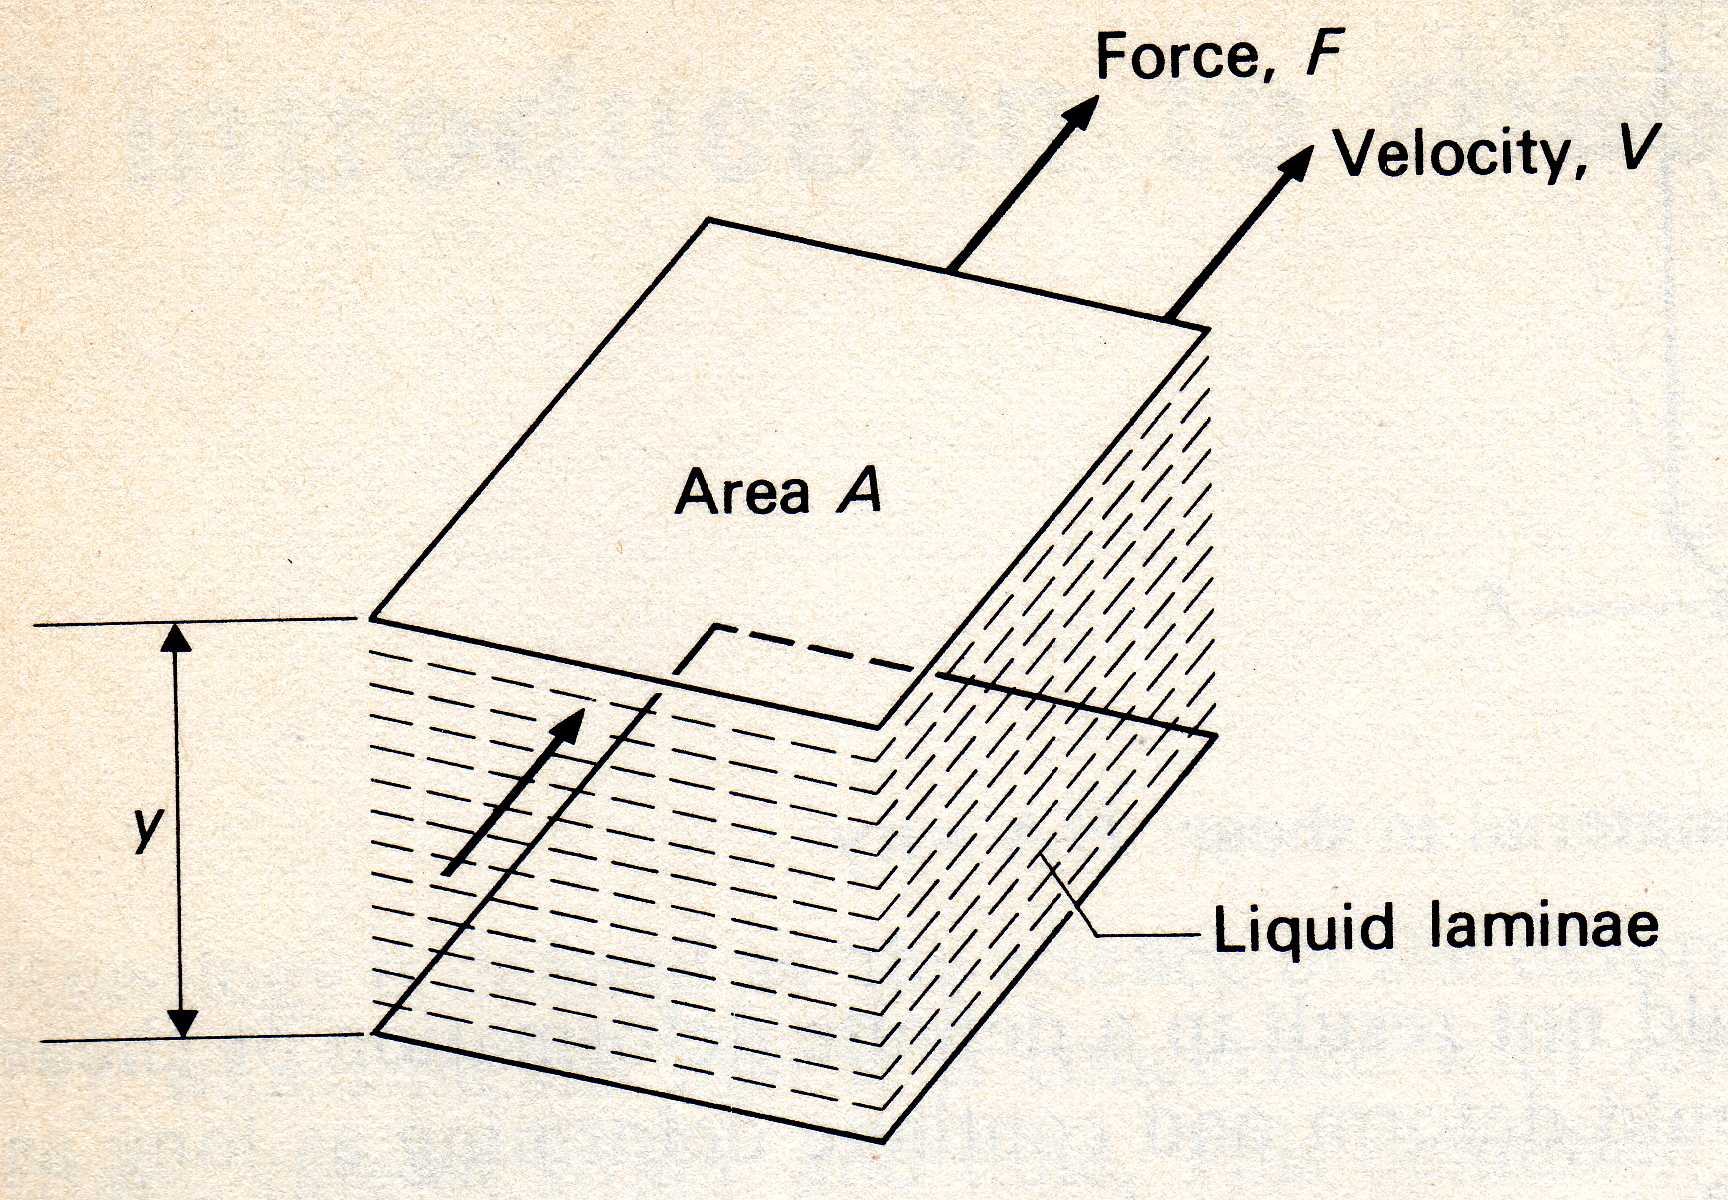 Force, F
Velocity, V
Area A
y
Liquid laminae